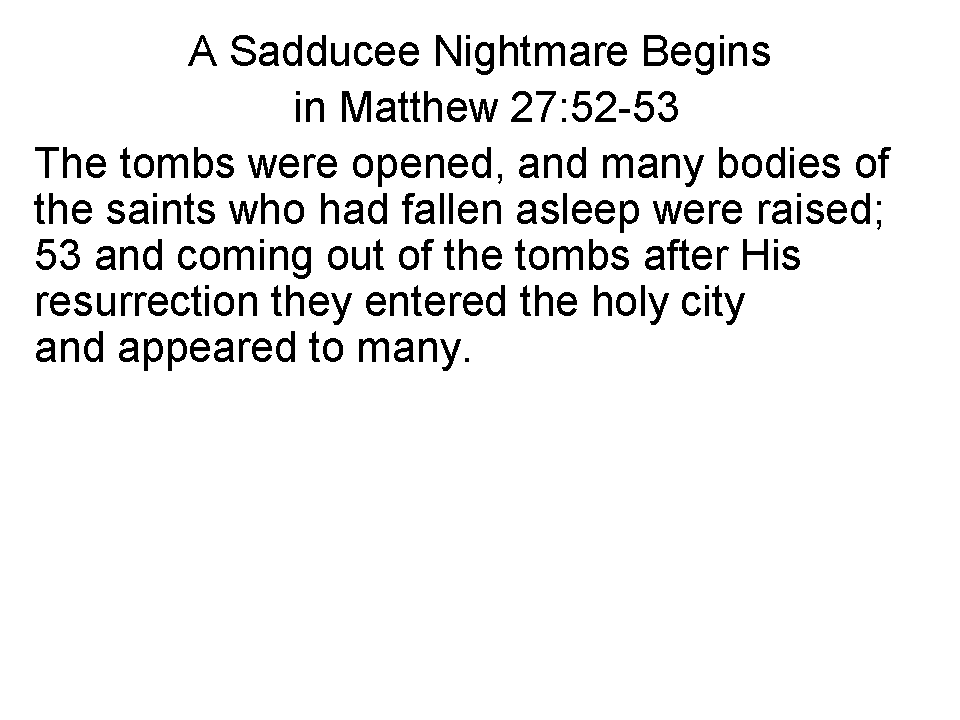 A Sadducee Nightmare Begins
in Matthew 27:52-53
The tombs were opened, and many bodies of
the saints who had fallen asleep were raised;
53 and coming out of the tombs after His
resurrection they entered the holy city
and appeared to many.